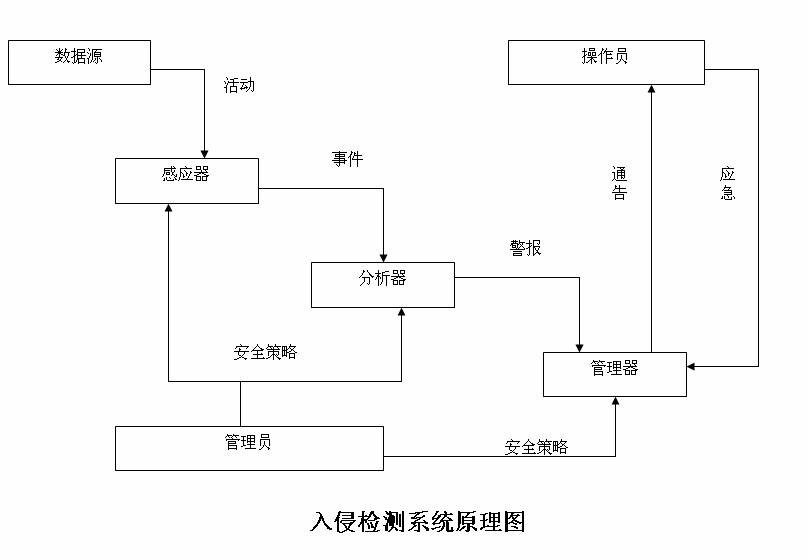 数据源
操作员
活动
事件
感应器
通
告
应
急
警报
分析器
安全策略
管理器
管理员
安全策略
入侵检测系统原理图